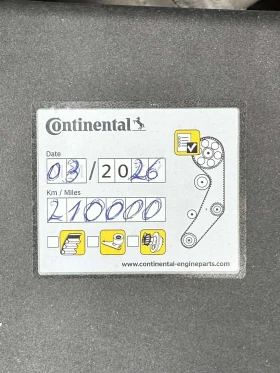 Continental
Date
03/2026
Km / Miles
210000
www.continental-engineparts.com